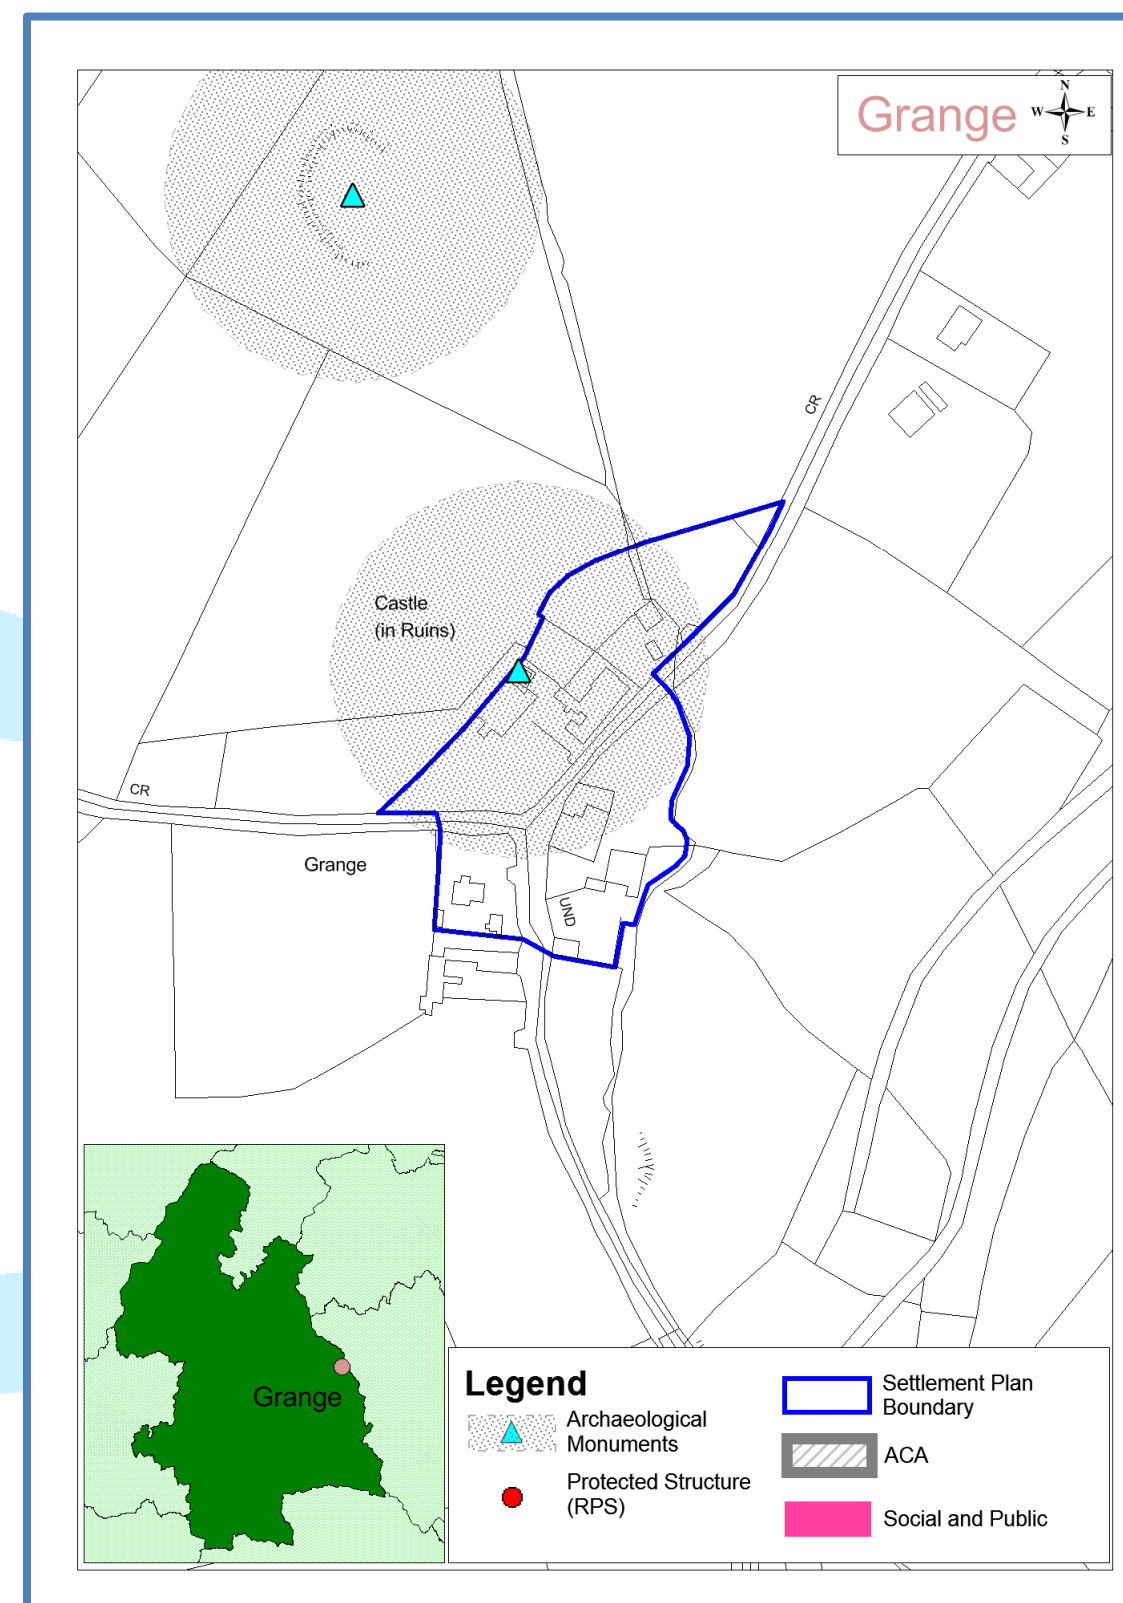 Grange
N
W
E
S
CR
Castle
(in Ruins)
CR
Grange
UND
Grange
Legend
Archaeological
Monuments
Protected Structure
(RPS)
Settlement Plan
Boundary
ACA
Social and Public